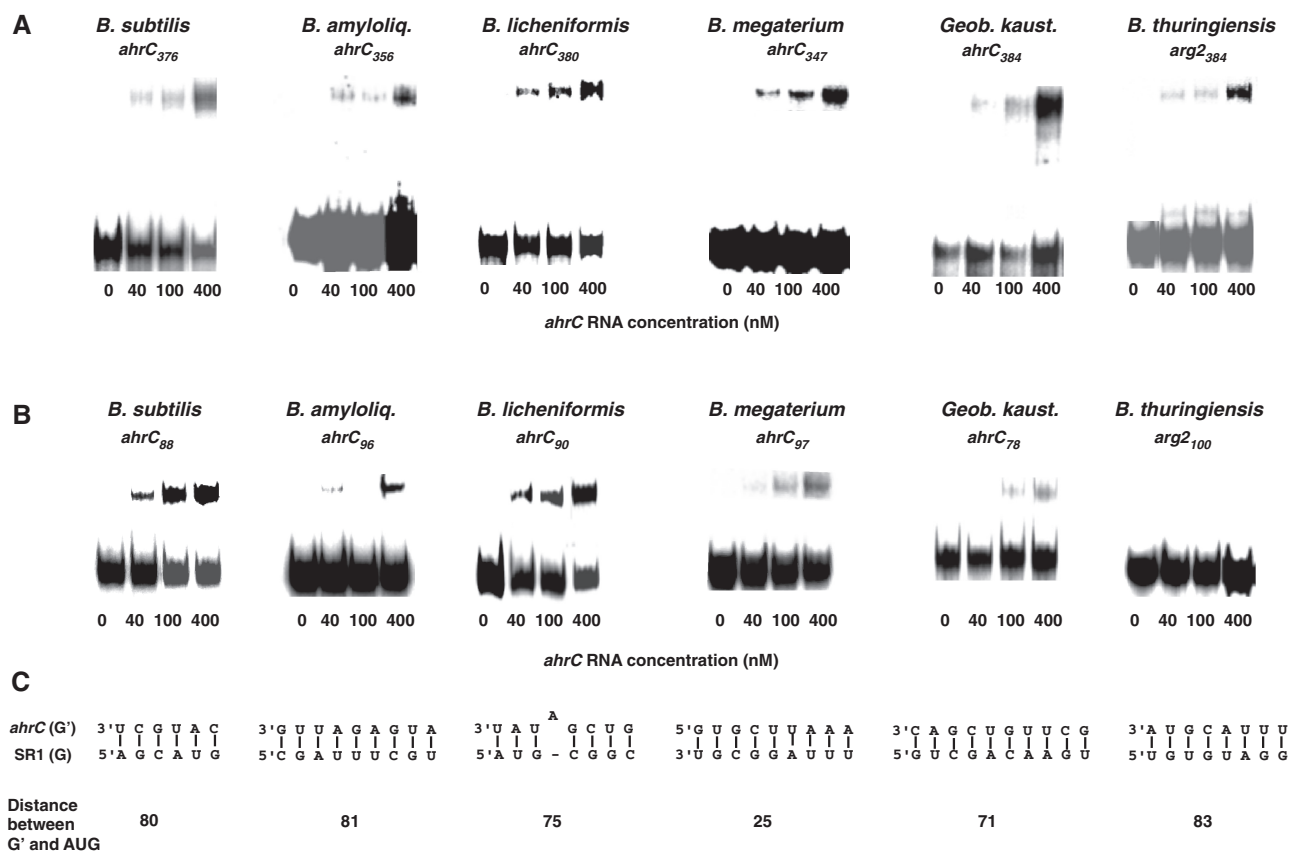 A
B. subtilis B. amyloliq. B. licheniformis B. megaterium Geob. kaust. B. thuringiensis
ahrC376 ahrC356 ahrC380 ahrC347 ahrC384 arg2384
0 40 100 400 0 40 100 400 0 40 100 400 0 40 100 400 0 40 100 400 0 40 100 400
ahrC RNA concentration (nM)
B
B. subtilis B. amyloliq. B. licheniformis B. megaterium Geob. kaust. B. thuringiensis
ahrC88 ahrC96 ahrC90 ahrC97 ahrC78 arg2100
0 40 100 400 0 40 100 400 0 40 100 400 0 40 100 400 0 40 100 400 0 40 100 400
ahrC RNA concentration (nM)
C
A
ahrC (G') 3'U C G U A C 3'G U U A G A G U A 3'U A U G C U G 5'G U G C U U A A A 3'C A G C U G U U C G 3'A U G C A U U U
SR1 (G) 5'A G C A U G 5'C G A U U U C G U 5'A U G - C G G C 3'U G C G G A U U U 5'G U C G A C A A G U 5'U G U G U A G G
Distance
between 80 81 75 25 71 83
G' and AUG